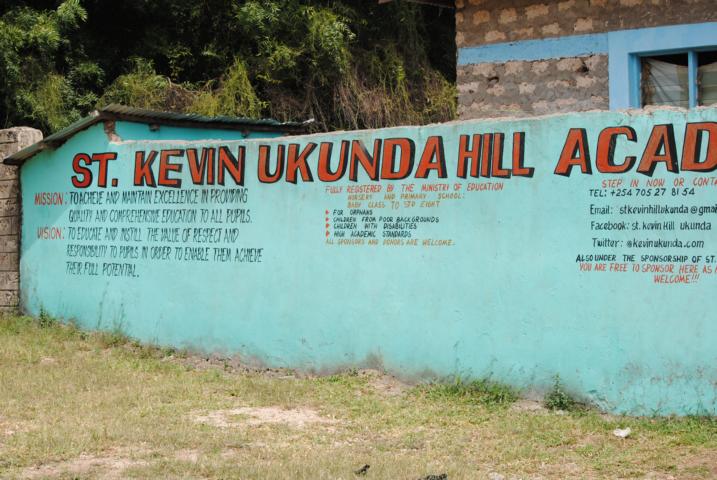 ST. KEVIN UKUNDA HILL ACAD
MISSION: TO ACHEIVE AND MAINTAIN EXCELLENCE IN PROVIDING
QUALITY AND COMPREHENSIVE EDUCATION TO ALL PUPILS.
VISION: TO EDUCATE AND INSTILL THE VALUE OF RESPECT AND
RESPONSIBILITY TO PUPILS IN ORDER TO ENABLE THEM ACHIEVE
THEIR FULL POTENTIAL.
FULLY REGISTERED BY THE MINISTRY OF EDUCATION
NURSERY AND PRIMARY SCHOOL:
BABY CLASS TO STD EIGHT
FOR ORPHANS
CHILDREN FROM POOR BACKGROUNDS
CHILDREN WITH DISABILITIES
HIGH ACADEMIC STANDARDS
ALL SPONSORS AND DONORS ARE WELCOME.
STEP IN NOW OR CONTA
TEL: +254 705 27 81 54
Email: stkevinhillukunda@gmai
Facebook: st. kevin Hill ukunda
Twitter: @kevinukunda.com
ALSO UNDER THE SPONSORSHIP OF ST.
YOU ARE FREE TO SPONSOR HERE AS
WELCOME!!!